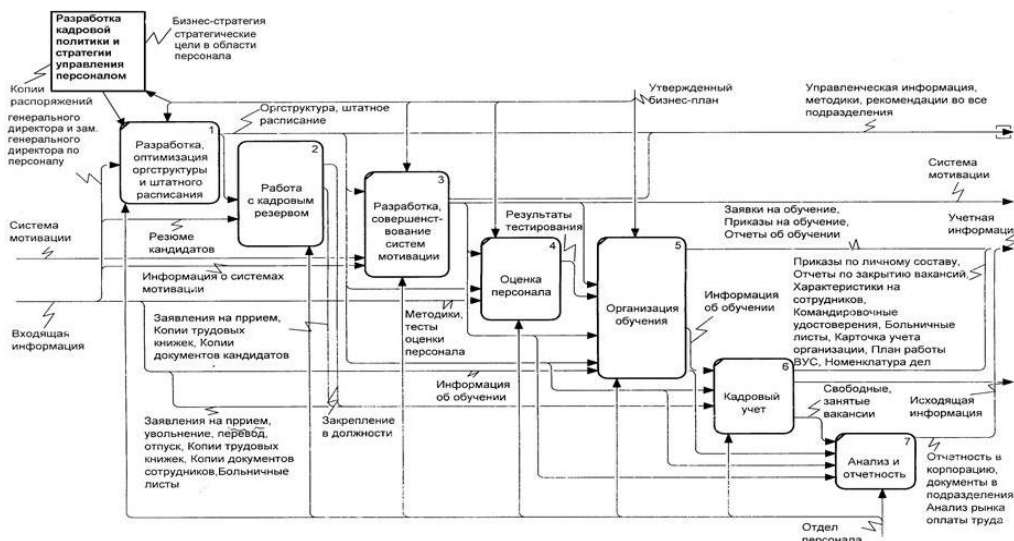 Разработка
кадровой
политики и
стратегии
управления
персоналом
Бизнес-стратегия
стратегические
цели в области
персонала
Копии
распоряжений
генерального
директора и зам.
генерального
директора по
персоналу
Оргструктура, штатное
расписание
Утвержденный
бизнес-план
Управленческая информация,
методики, рекомендации во все
подразделения
1
Разработка,
оптимизация
оргструктуры
и штатного
расписания
2
Работа
с кадровым
резервом
3
Разработка,
совершенст-
вование
систем
мотивации
Система
мотивации
Система
мотивации
Резюме
кандидатов
Результаты
тестирования
4
Оценка
персонала
5
Организация
обучения
Заявки на обучение,
Приказы на обучение,
Отчеты об обучении
Учетная
информация
Информация о системах
мотивации
Входящая
информация
Заявления на пррием,
Копии трудовых
книжек, Копии
документов кандидатов
Методики,
тесты
оценки
персонала
Информация
об обучении
Приказы по личному составу,
Отчеты по закрытию вакансий,
Характеристики на
сотрудников,
Командировочные
удостоверения, Больничные
листы, Карточка учета
организации, План работы
ВУС, Номенклатура дел
Информация
об обучении
6
Кадровый
учет
Свободные,
занятые
вакансии
Исходящая
информация
Заявления на пррием,
увольнение, перевод,
отпуск, Копии трудовых
книжек, Копии документов
сотрудников,Больничные
листы
Закрепление
в должности
7
Анализ и
отчетность
Отчетность в
корпорацию,
документы в
подразделения
Анализ рынка
оплаты труда
Отдел
персонала